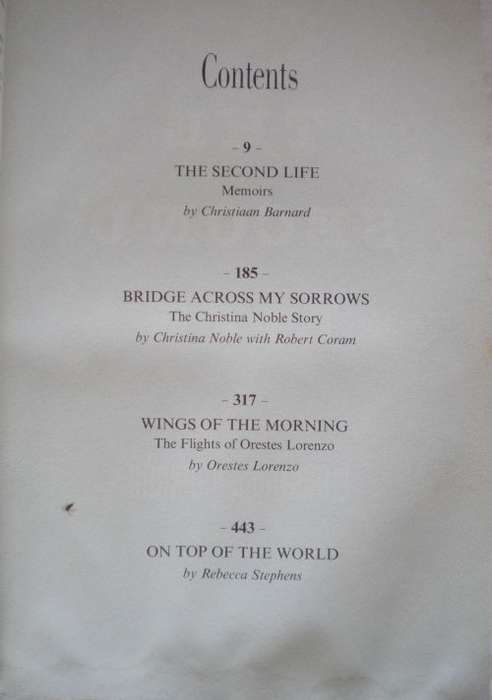 Contents
– 9 –
THE SECOND LIFE
Memoirs
by Christiaan Barnard
– 185 –
BRIDGE ACROSS MY SORROWS
The Christina Noble Story
by Christina Noble with Robert Coram
– 317 –
WINGS OF THE MORNING
The Flights of Orestes Lorenzo
by Orestes Lorenzo
– 443 –
ON TOP OF THE WORLD
by Rebecca Stephens